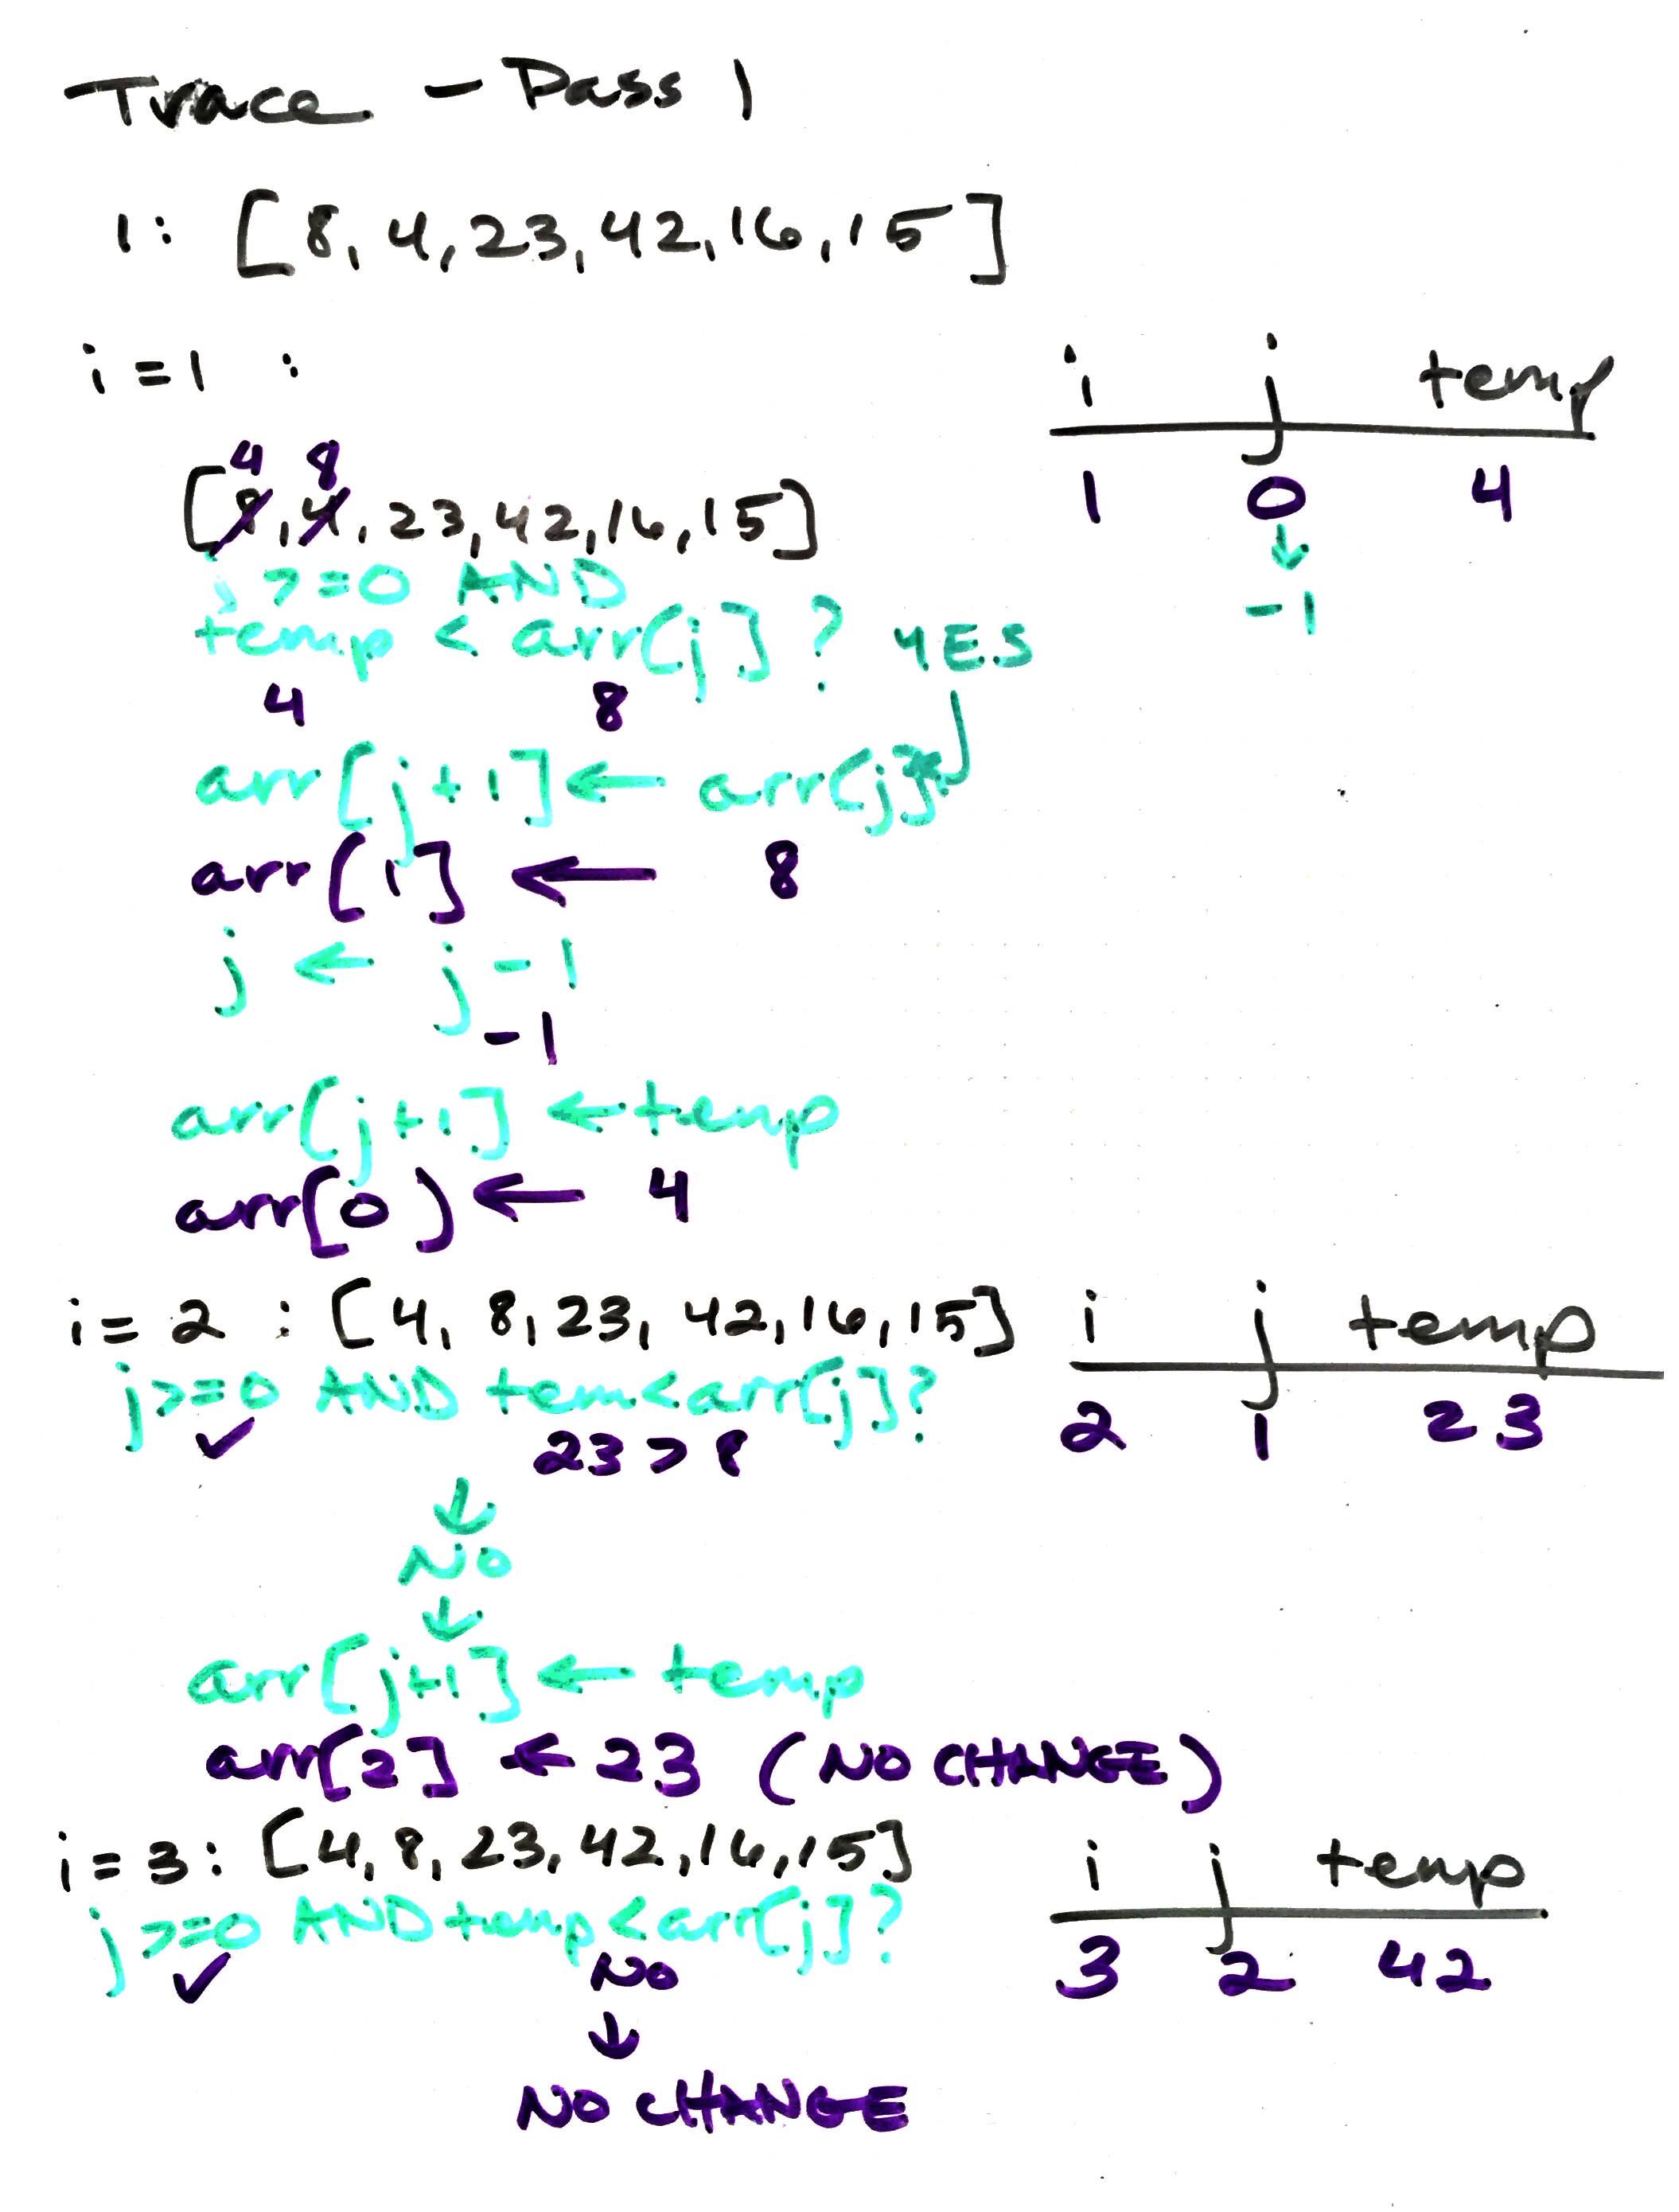 Trace - Pass 1
1: [8, 4, 23, 42, 16, 15]
i = 1 :
i j temp
4 8
[8, 4, 23, 42, 16, 15]
1 0 4
↓
-1
j >=0 AND
temp < arr[j] ? YES
4 8
arr[j+1] ← arr[j]
arr[1] ← 8
j ← j - 1
-1
arr[j+1] ← temp
arr[0] ← 4
i = 2 : [4, 8, 23, 42, 16, 15]
i j temp
2 1 23
j>=0 AND tem<arr[j]?
✓ 23 > 8
↓
NO
↓
arr[j+1] ← temp
arr[2] ← 23 (NO CHANGE)
i = 3: [4, 8, 23, 42, 16, 15]
i j temp
3 2 42
j >=0 AND temp<arr[j]?
✓ NO
↓
NO CHANGE